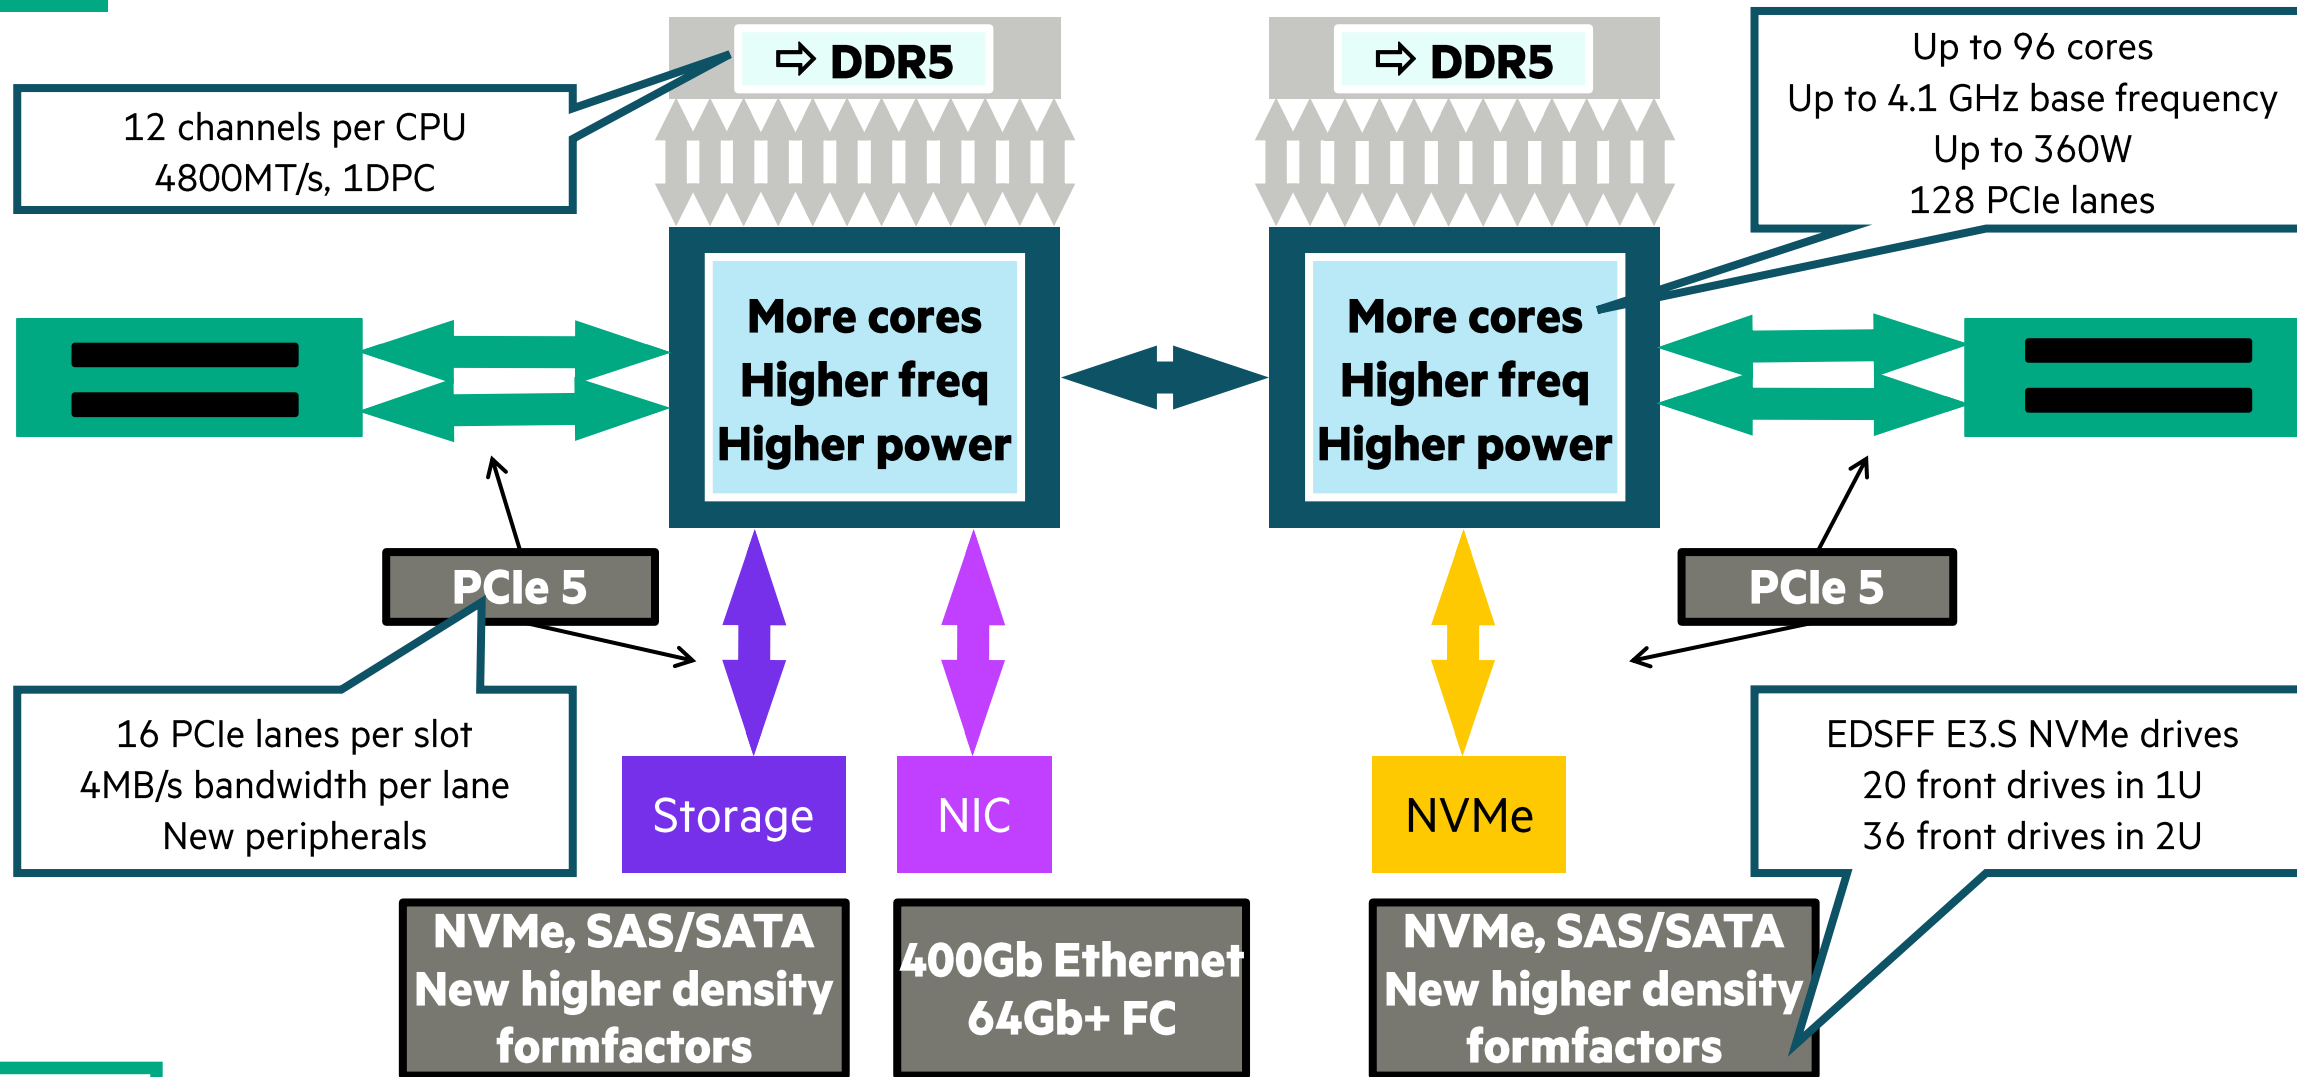 ⇨ DDR5
⇨ DDR5
12 channels per CPU
4800MT/s, 1DPC
Up to 96 cores
Up to 4.1 GHz base frequency
Up to 360W
128 PCIe lanes
More cores
Higher freq
Higher power
More cores
Higher freq
Higher power
PCIe 5
PCIe 5
16 PCIe lanes per slot
4MB/s bandwidth per lane
New peripherals
Storage
NIC
NVMe
EDSFF E3.S NVMe drives
20 front drives in 1U
36 front drives in 2U
NVMe, SAS/SATA
New higher density
formfactors
400Gb Ethernet
64Gb+ FC
NVMe, SAS/SATA
New higher density
formfactors